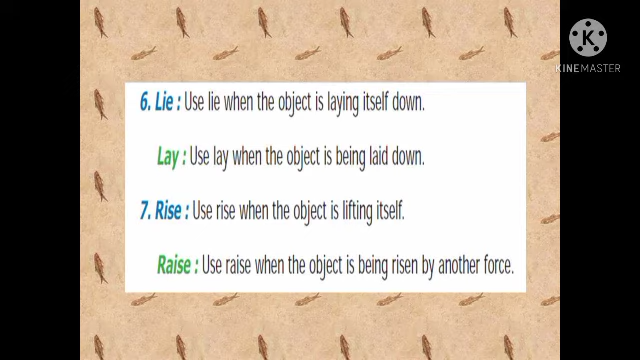 KINEMASTER
6. Lie : Use lie when the object is laying itself down.
Lay : Use lay when the object is being laid down.
7. Rise : Use rise when the object is lifting itself.
Raise : Use raise when the object is being risen by another force.